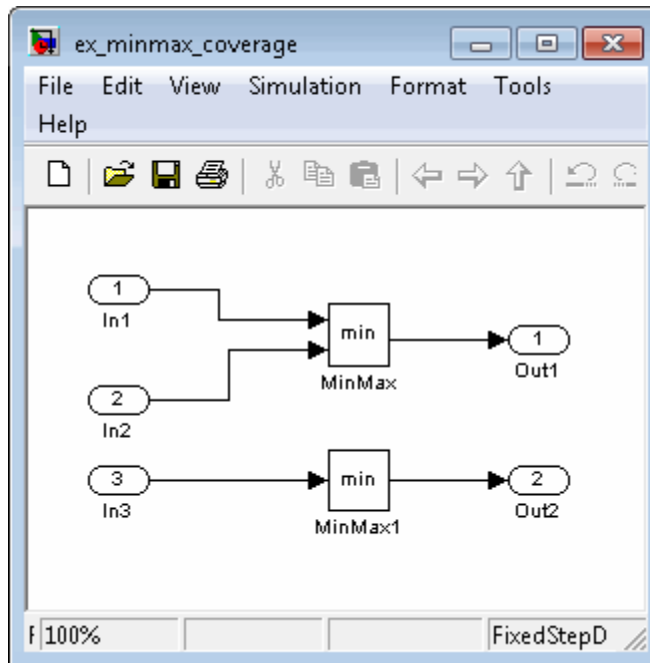 ex_minmax_coverage
File Edit View Simulation Format Tools
Help
1
In1
min
MinMax
1
Out1
2
In2
3
In3
min
MinMax1
2
Out2
F 100% FixedStepD